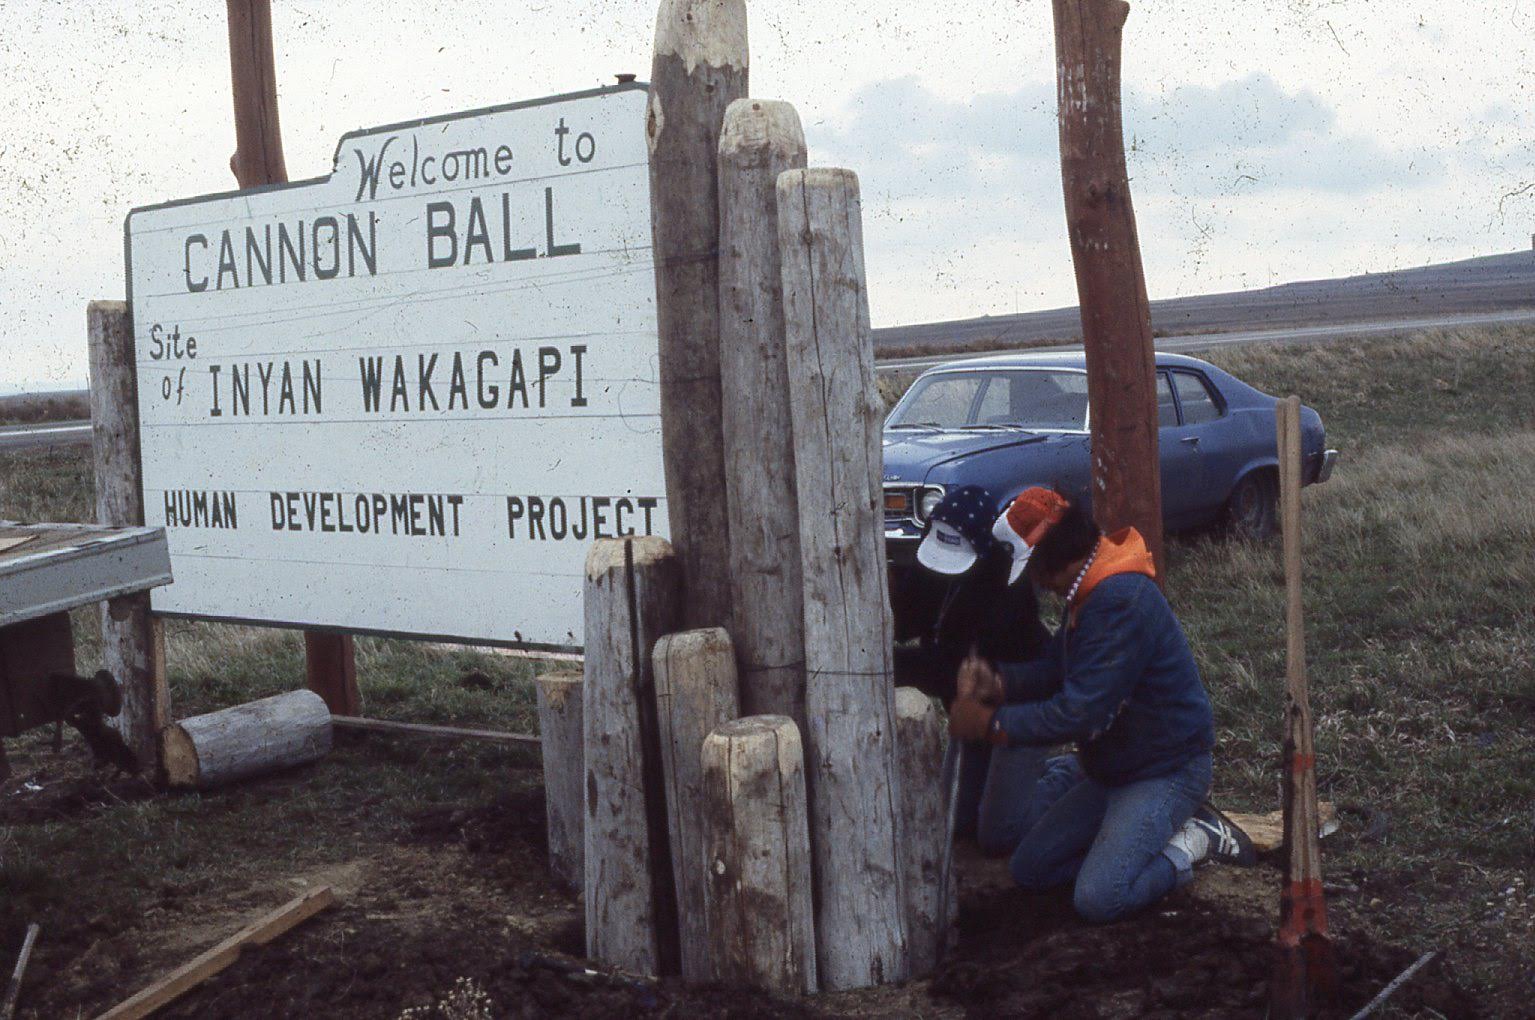 Welcome to
CANNON BALL
Site
of INYAN WAKAGAPI
HUMAN DEVELOPMENT PROJECT